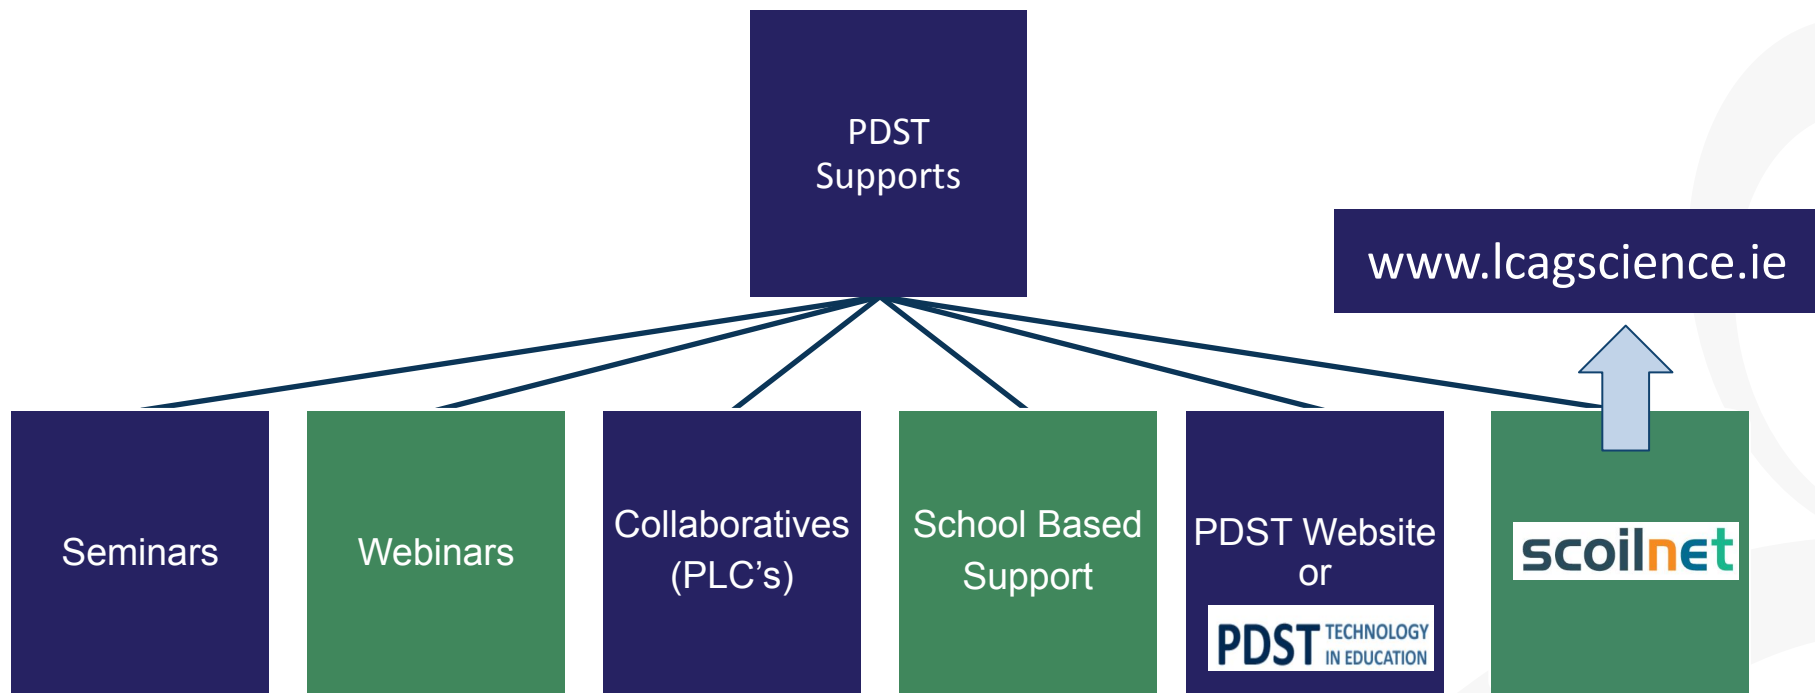 PDST
Supports
www.lcagscience.ie
Seminars
Webinars
Collaboratives
(PLC’s)
School Based
Support
PDST Website
or
PDST TECHNOLOGY
IN EDUCATION
scoilnet